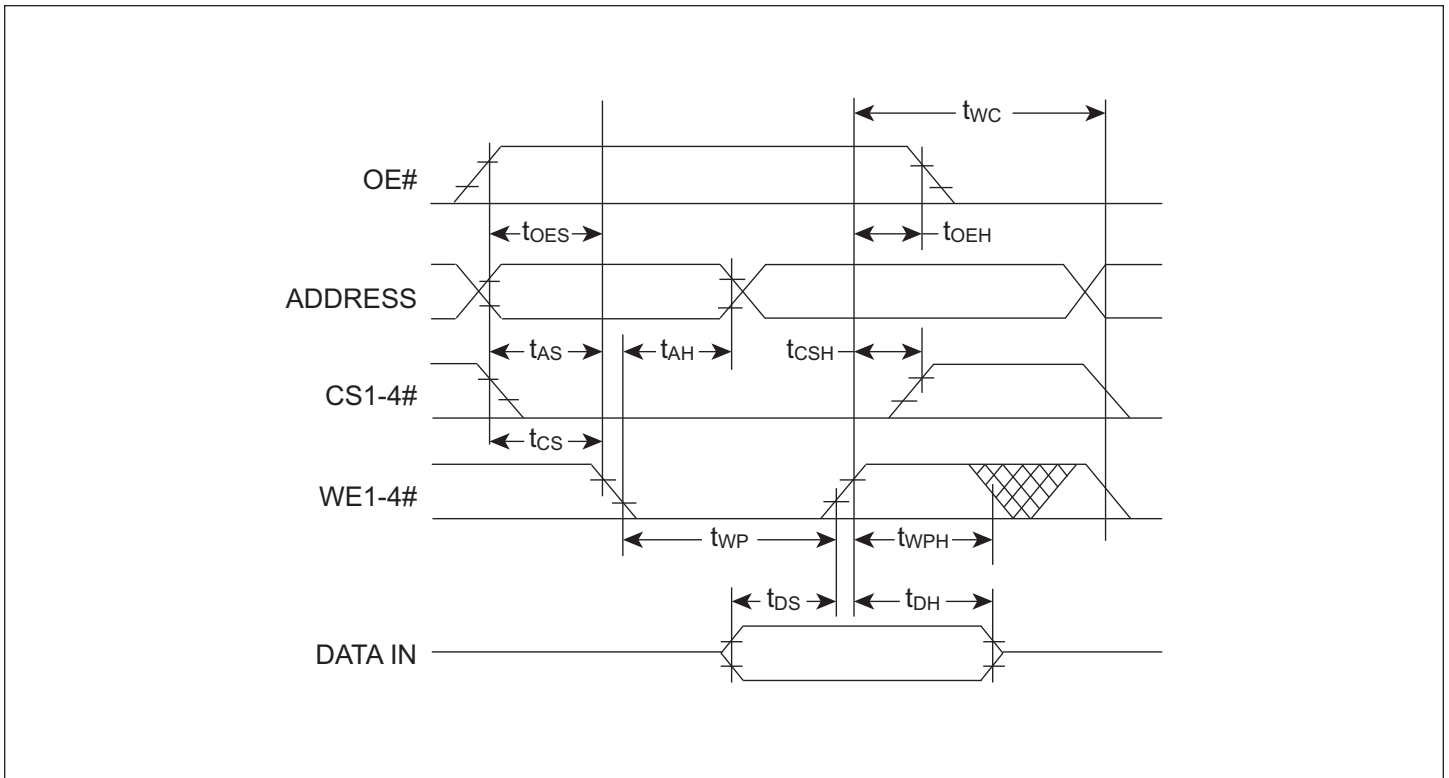 tWC
OE#
tOES
tOEH
ADDRESS
tAS
tAH
tCSH
CS1-4#
tCS
WE1-4#
tWP
tWPH
tDS
tDH
DATA IN